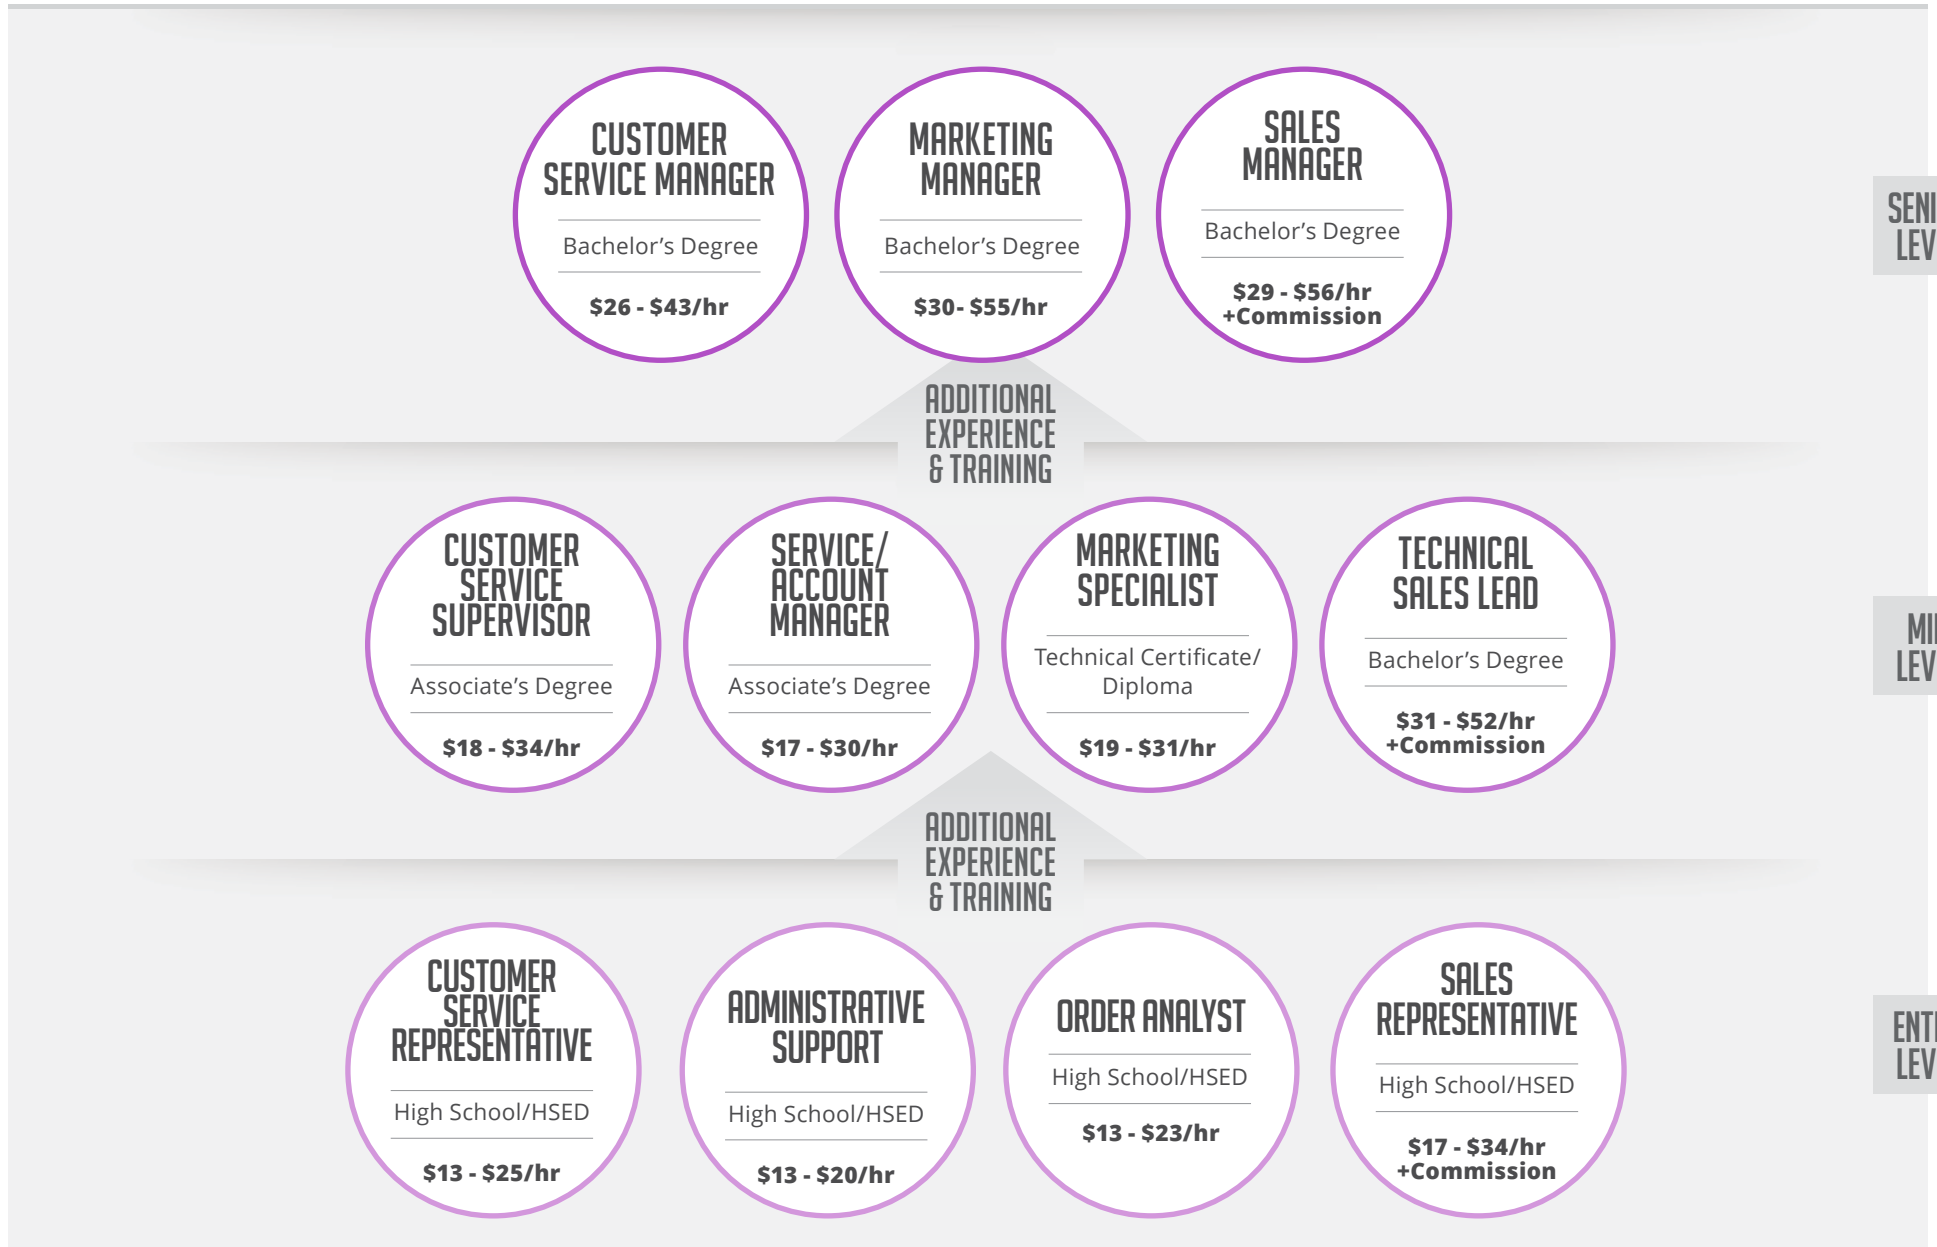 CUSTOMER
SERVICE MANAGER
Bachelor's Degree
$26 - $43/hr
MARKETING
MANAGER
Bachelor's Degree
$30- $55/hr
SALES
MANAGER
Bachelor's Degree
$29 - $56/hr
+Commission
SENI
LEV
ADDITIONAL
EXPERIENCE
& TRAINING
CUSTOMER
SERVICE
SUPERVISOR
Associate's Degree
$18 - $34/hr
SERVICE/
ACCOUNT
MANAGER
Associate's Degree
$17 - $30/hr
MARKETING
SPECIALIST
Technical Certificate/
Diploma
$19 - $31/hr
TECHNICAL
SALES LEAD
Bachelor's Degree
$31 - $52/hr
+Commission
LEV
ADDITIONAL
EXPERIENCE
& TRAINING
CUSTOMER
SERVICE
REPRESENTATIVE
High School/HSED
$13 - $25/hr
ADMINISTRATIVE
SUPPORT
High School/HSED
$13 - $20/hr
ORDER ANALYST
High School/HSED
$13 - $23/hr
SALES
REPRESENTATIVE
High School/HSED
$17 - $34/hr
+Commission
ENT
LEV